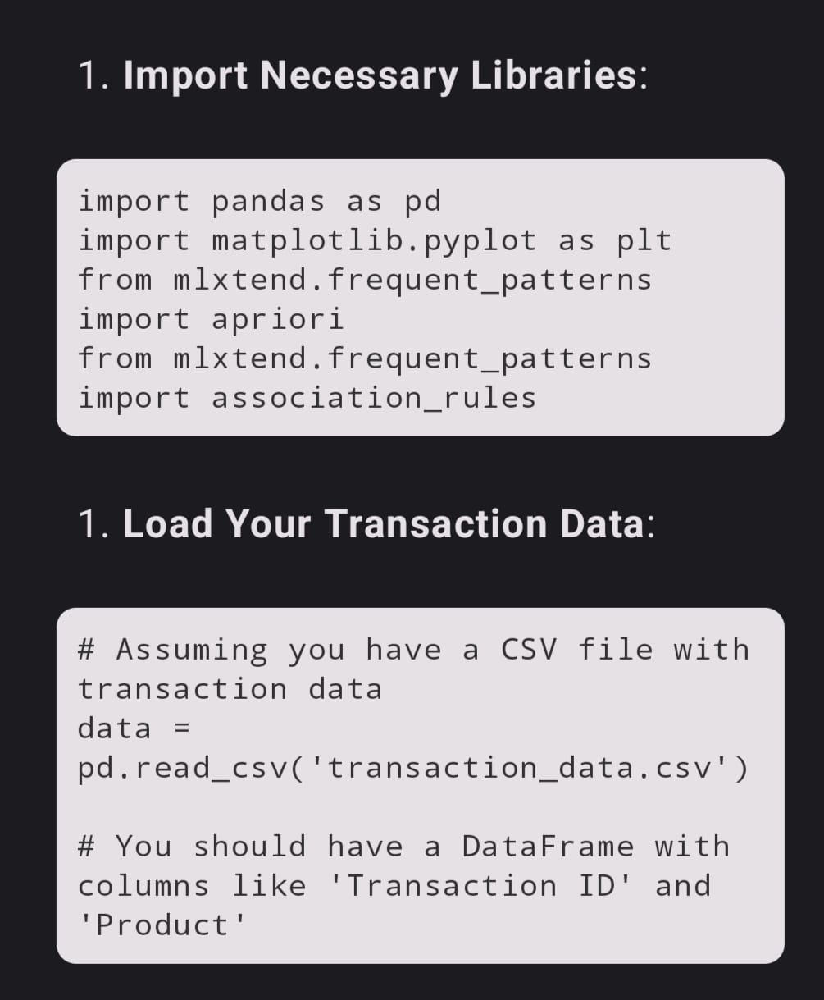 1. Import Necessary Libraries:
import pandas as pd
import matplotlib.pyplot as plt
from mlxtend.frequent_patterns
import apriori
from mlxtend.frequent_patterns
import association_rules
1. Load Your Transaction Data:
# Assuming you have a CSV file with
transaction data
data =
pd.read_csv('transaction_data.csv')
# You should have a DataFrame with
columns like 'Transaction ID' and
'Product'